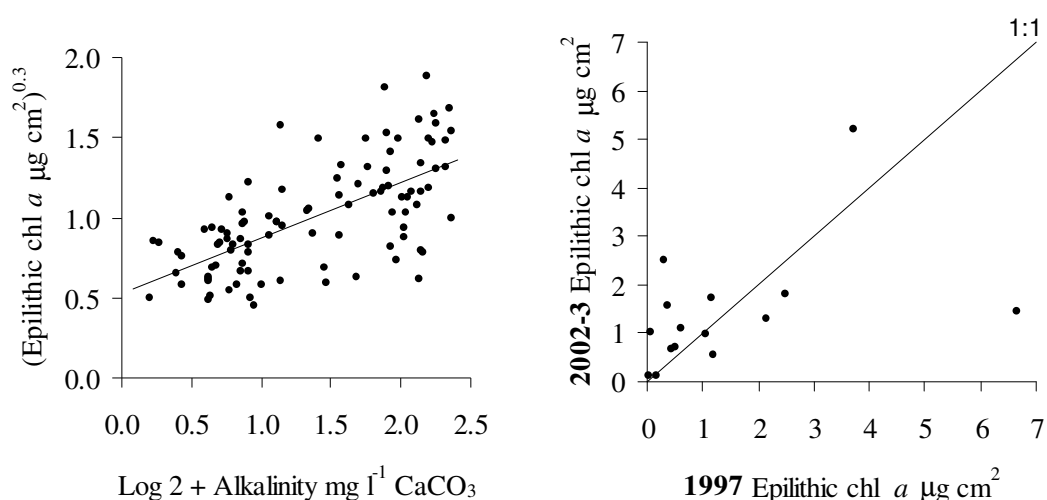 2.0
1.5
1.0
0.5
0.0
(Epilithic chl a µg cm²)^0.3
0.0 0.5 1.0 1.5 2.0 2.5
Log 2 + Alkalinity mg l⁻¹ CaCO₃
1:1
7
6
5
4
3
2
1
0
2002-3 Epilithic chl a µg cm²
0 1 2 3 4 5 6 7
1997 Epilithic chl a µg cm²